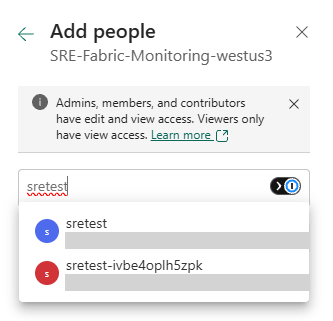 Add people
SRE-Fabric-Monitoring-westus3
Admins, members, and contributors
have edit and view access. Viewers only
have view access. Learn more
sretest
s
sretest
s
sretest-ivbe4oplh5zpk